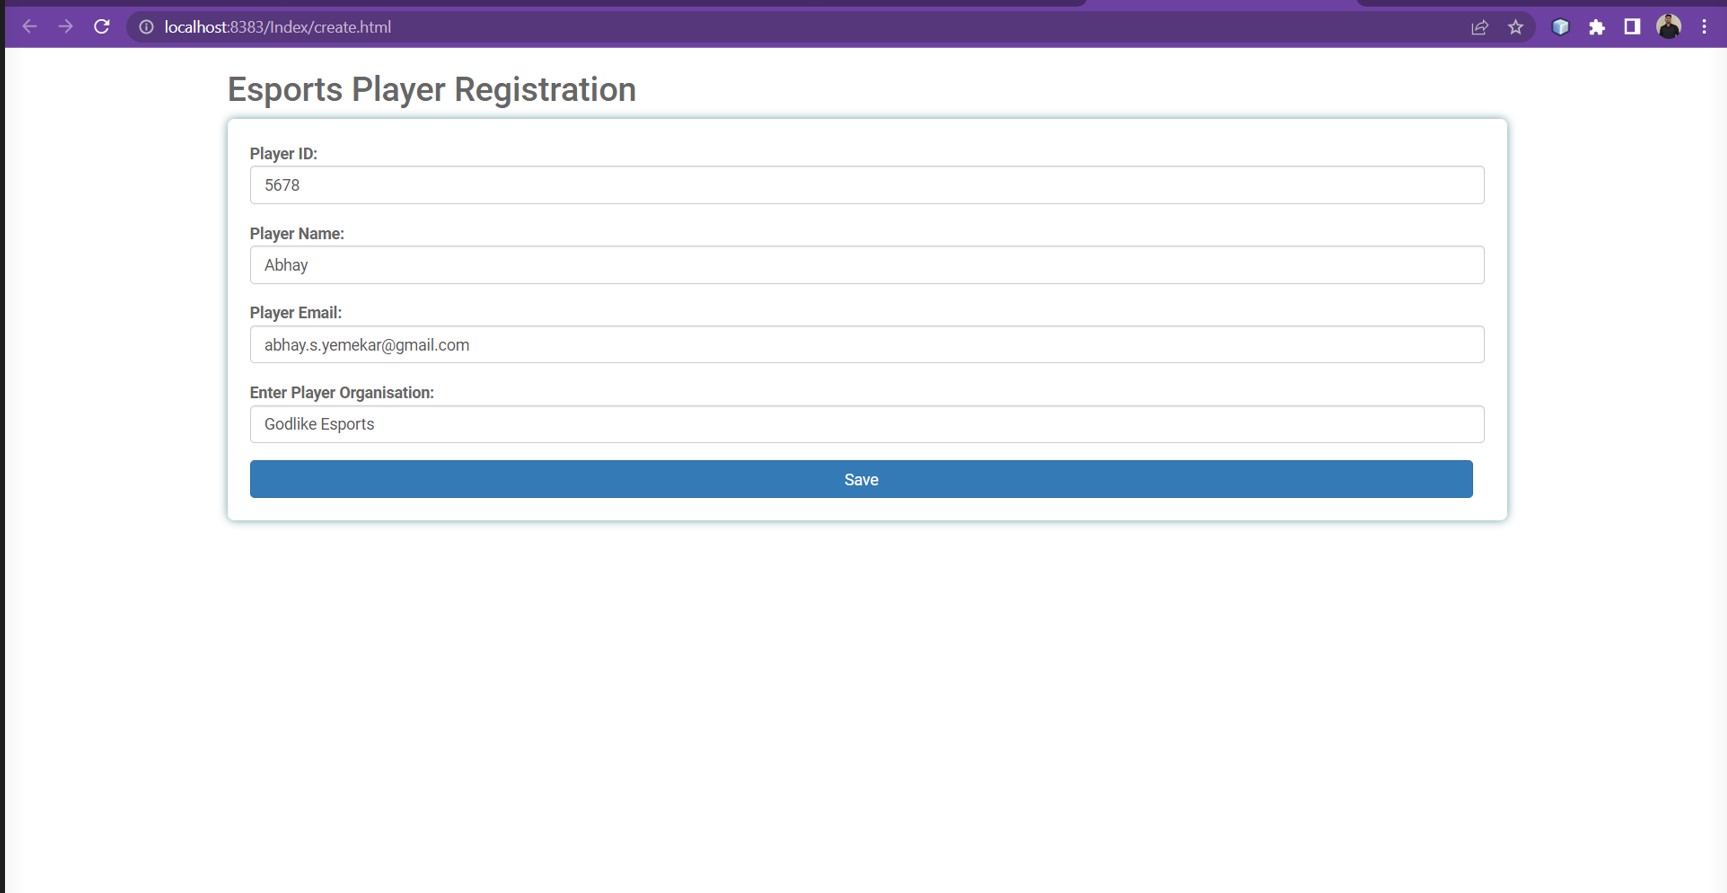 localhost:8383/Index/create.html
Esports Player Registration
Player ID:
5678
Player Name:
Abhay
Player Email:
abhay.s.yemekar@gmail.com
Enter Player Organisation:
Godlike Esports
Save